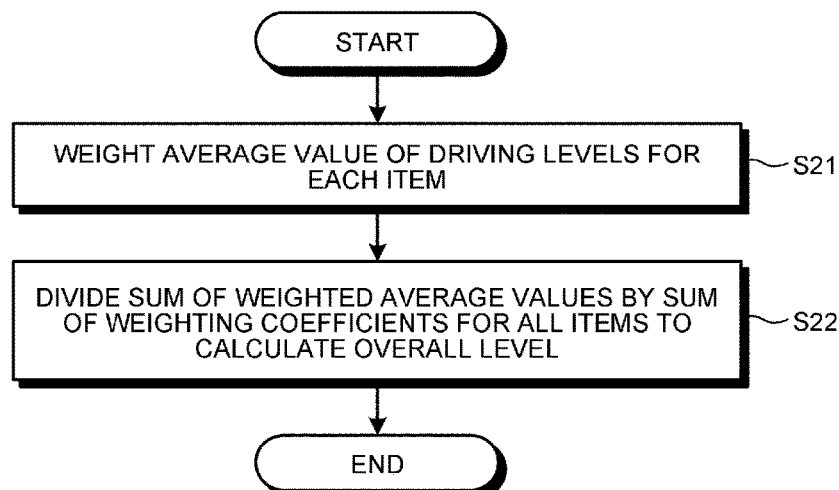 START
WEIGHT AVERAGE VALUE OF DRIVING LEVELS FOR
EACH ITEM
S21
DIVIDE SUM OF WEIGHTED AVERAGE VALUES BY SUM
OF WEIGHTING COEFFICIENTS FOR ALL ITEMS TO
CALCULATE OVERALL LEVEL
S22
END